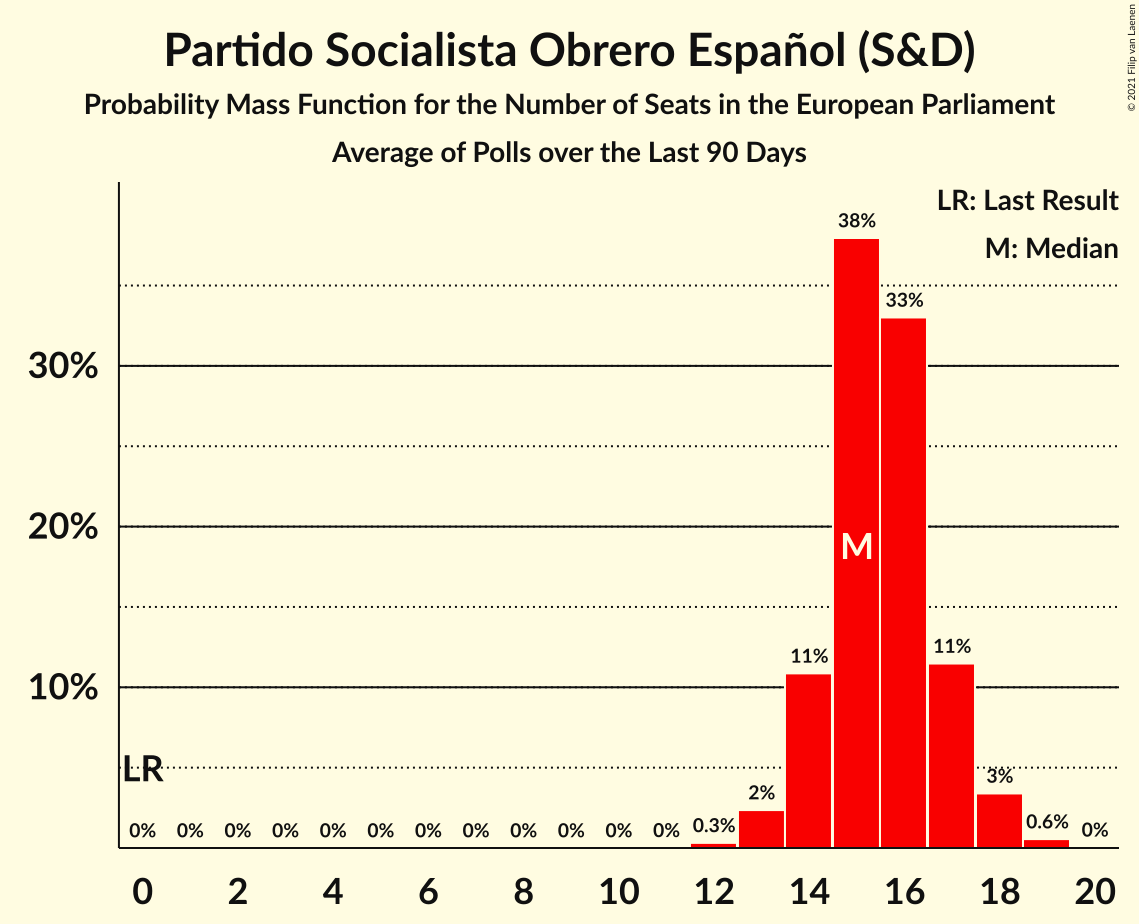 Partido Socialista Obrero Español (S&D)
Probability Mass Function for the Number of Seats in the European Parliament
Average of Polls over the Last 90 Days
© 2021 Filip van Laenen
LR: Last Result
M: Median
38%
33%
30%
20%
M
11%
11%
10%
LR
3%
2%
0% 0% 0% 0% 0% 0% 0% 0% 0% 0% 0% 0% 0.3% 0.6% 0%
0 2 4 6 8 10 12 14 16 18 20